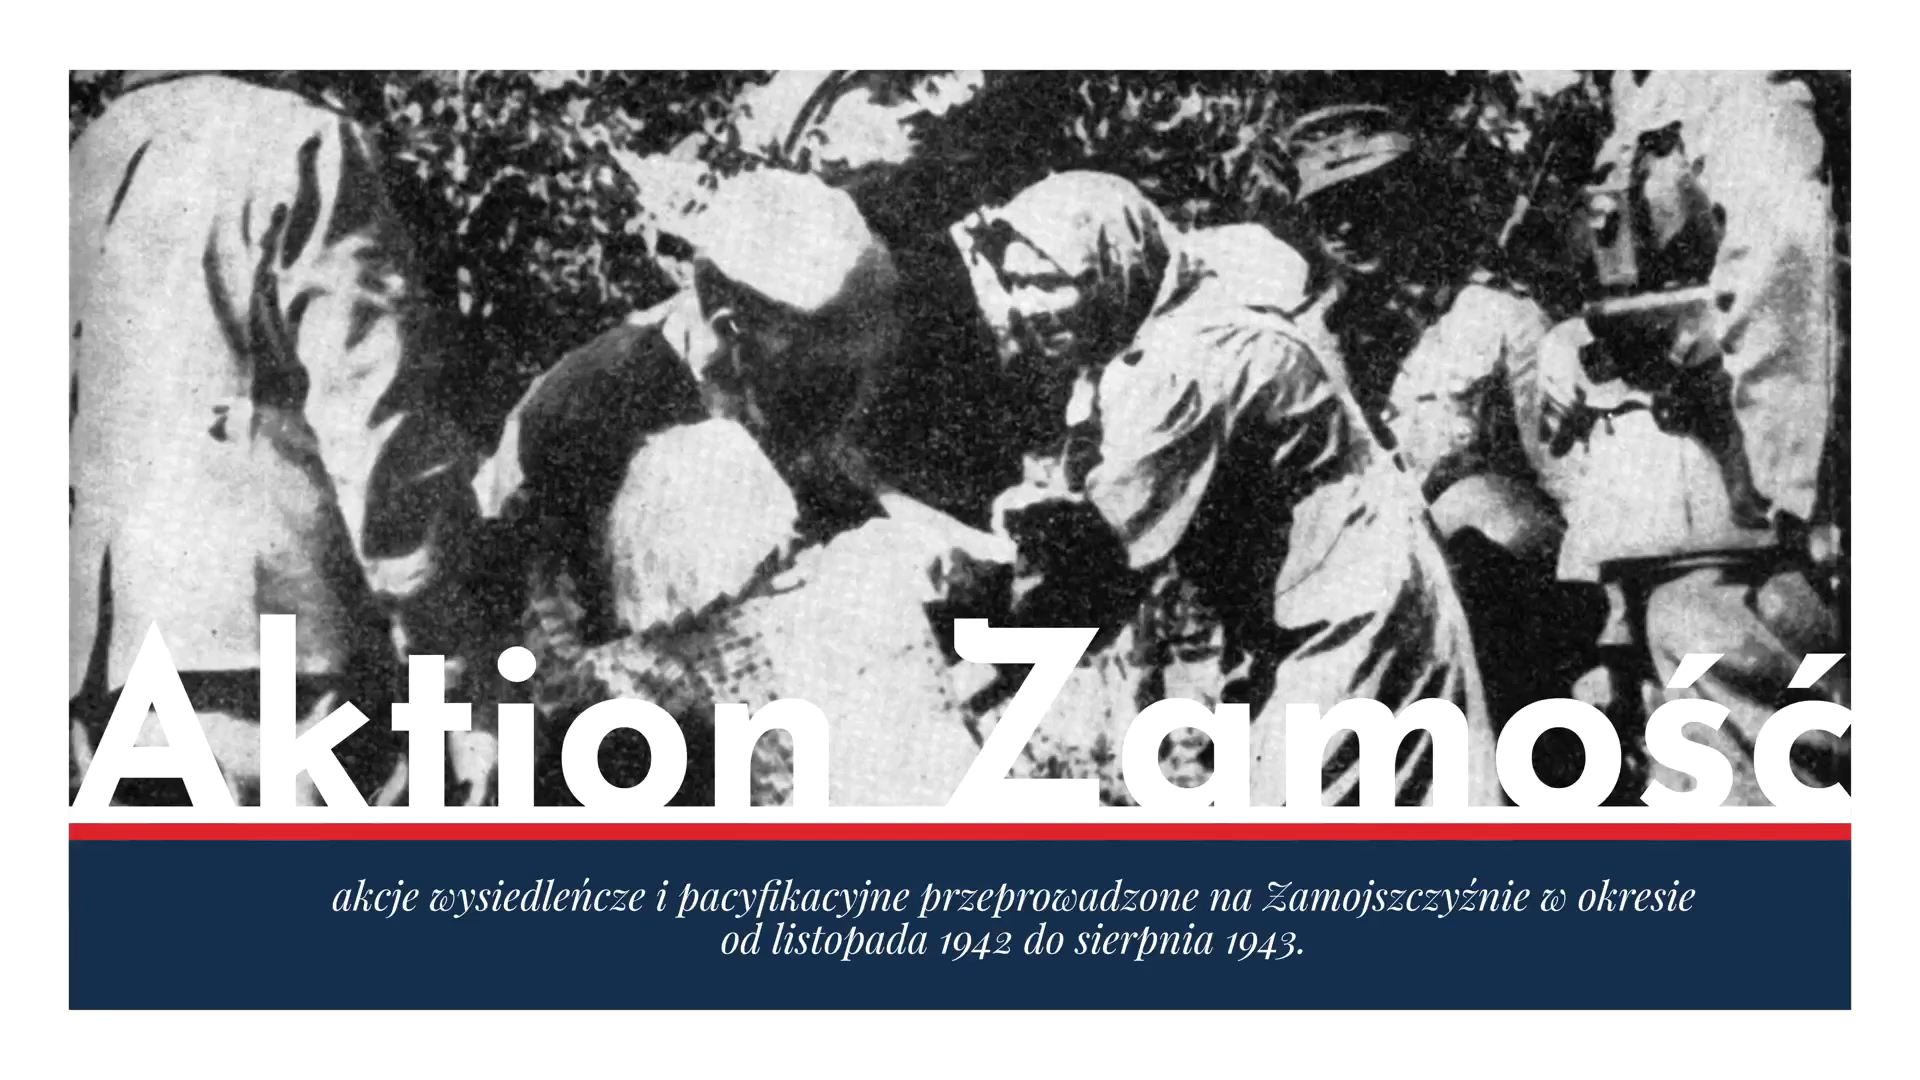 Aktion Zamość
akcje wysiedleńcze i pacyfikacyjne przeprowadzone na Zamojszczyźnie w okresie
od listopada 1942 do sierpnia 1943.